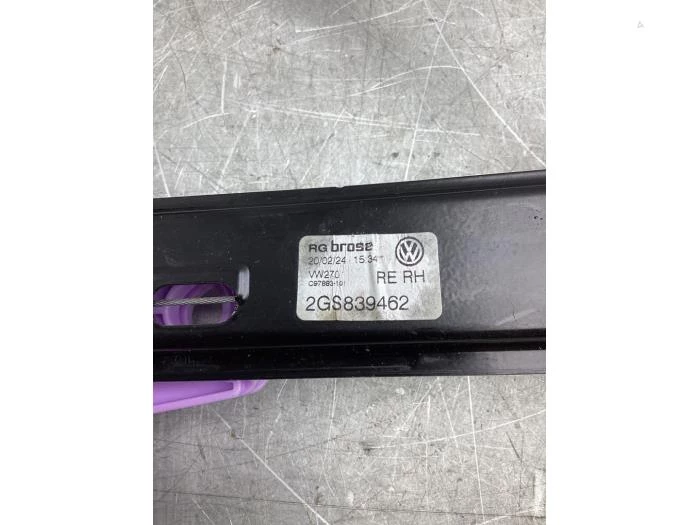 RG brose
20/02/24 15:34
VW270
RE RH
2GS839462